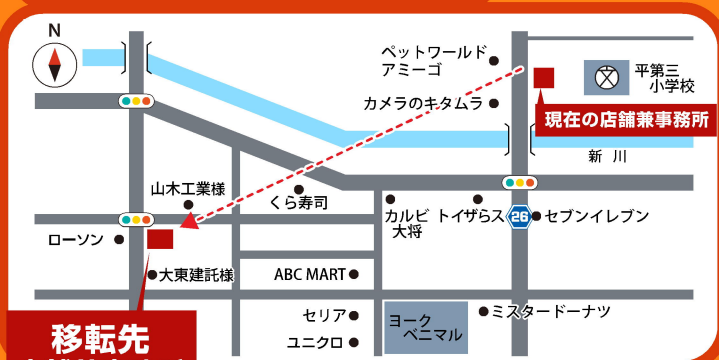 N
ペットワールド
アミーゴ
カメラのキタムラ
平第三
小学校
文
現在の店舗兼事務所
新川
山木工業様
くら寿司
カルビ
大将
トイザらス
26
セブンイレブン
ローソン
大東建託様
ABC MART
セリア
ユニクロ
ヨーク
ベニマル
ミスタードーナツ
移転先